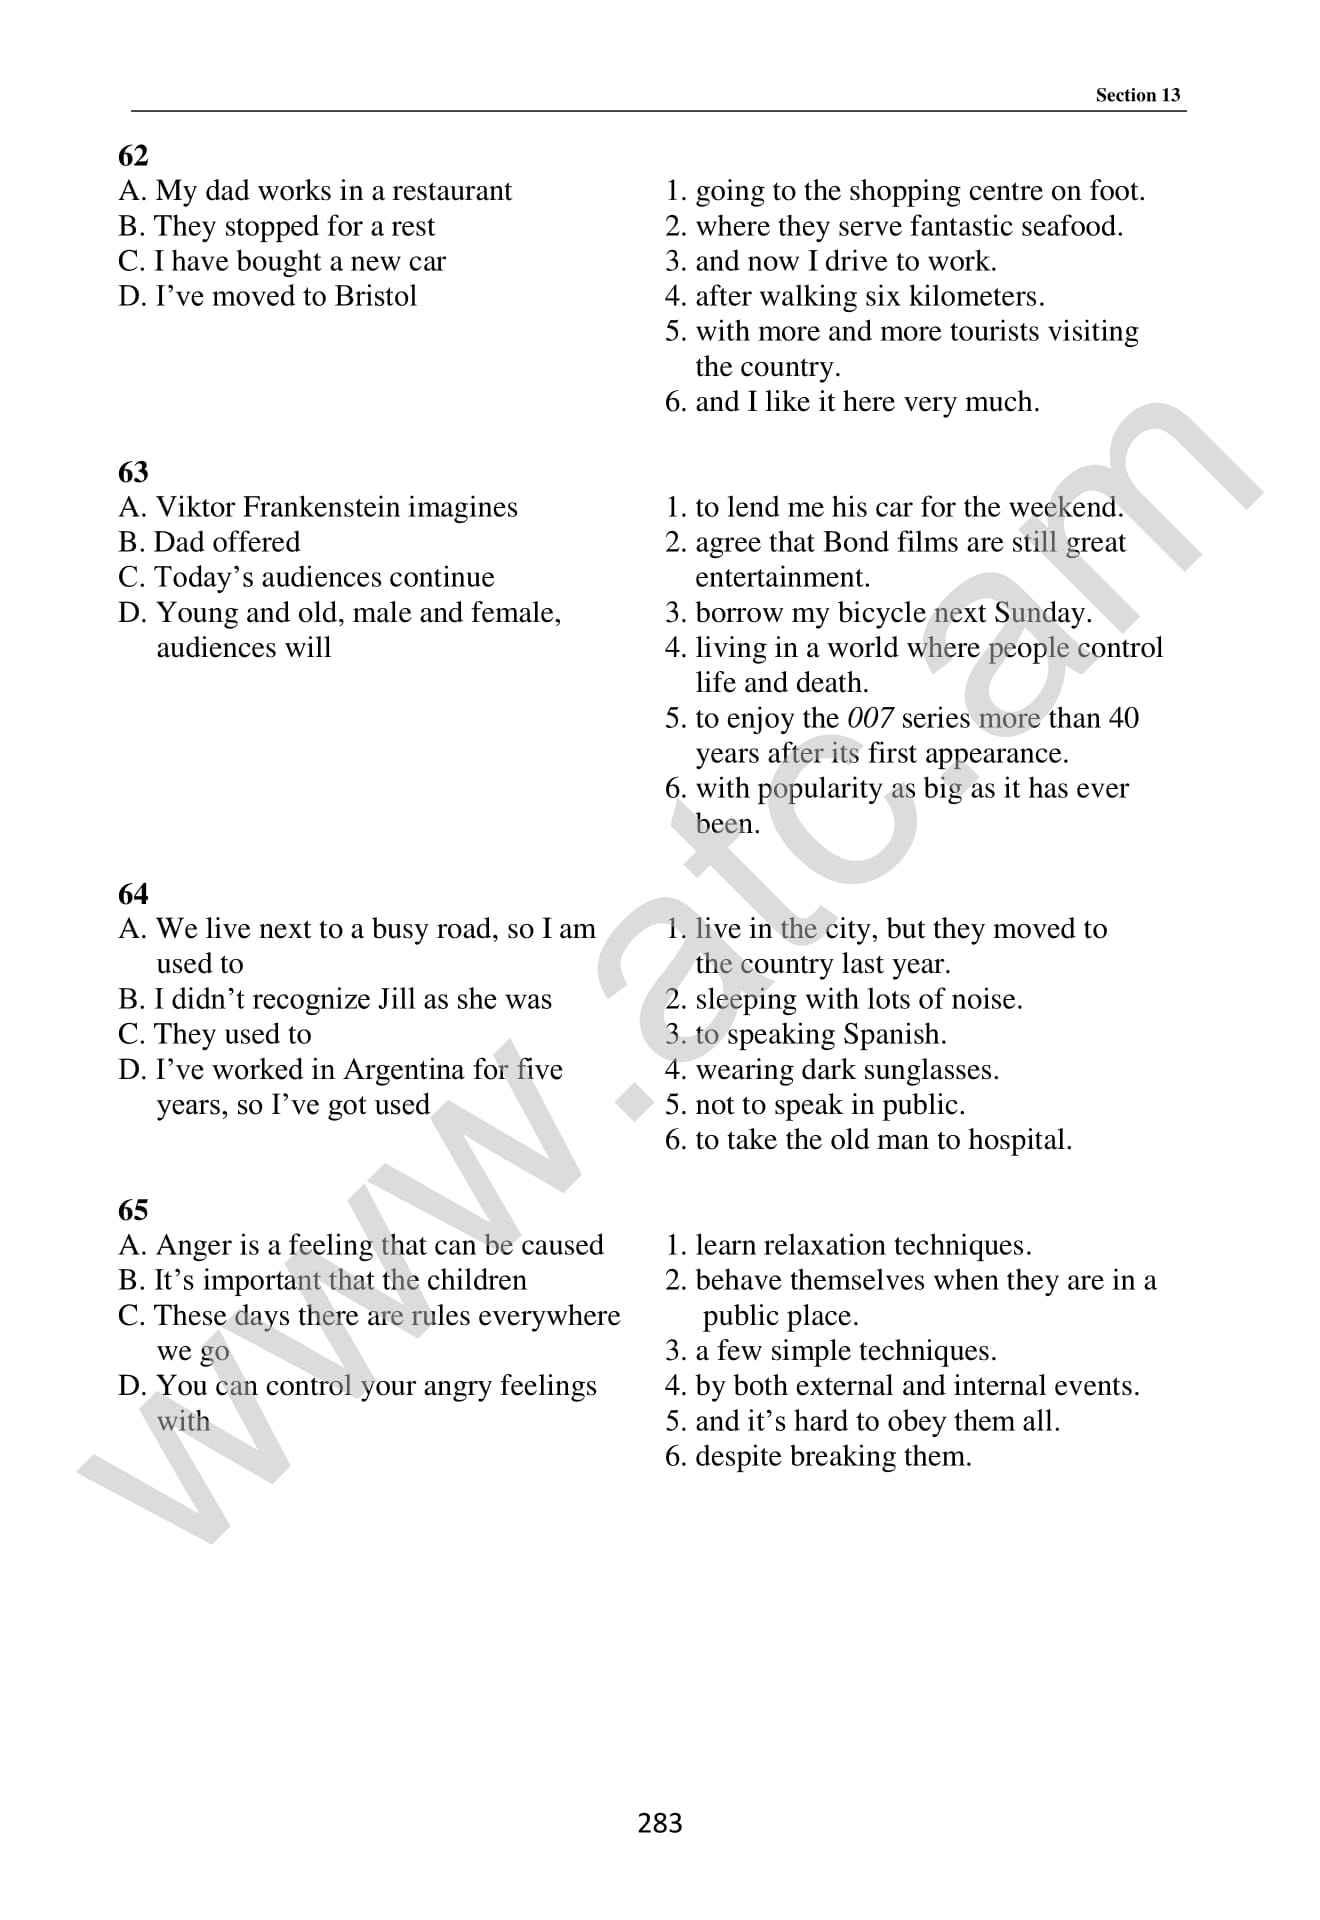 Section 13
62
A. My dad works in a restaurant
B. They stopped for a rest
C. I have bought a new car
D. I’ve moved to Bristol
1. going to the shopping centre on foot.
2. where they serve fantastic seafood.
3. and now I drive to work.
4. after walking six kilometers.
5. with more and more tourists visiting
the country.
6. and I like it here very much.
63
A. Viktor Frankenstein imagines
B. Dad offered
C. Today’s audiences continue
D. Young and old, male and female,
audiences will
1. to lend me his car for the weekend.
2. agree that Bond films are still great
entertainment.
3. borrow my bicycle next Sunday.
4. living in a world where people control
life and death.
5. to enjoy the 007 series more than 40
years after its first appearance.
6. with popularity as big as it has ever
been.
64
A. We live next to a busy road, so I am
used to
B. I didn’t recognize Jill as she was
C. They used to
D. I’ve worked in Argentina for five
years, so I’ve got used
1. live in the city, but they moved to
the country last year.
2. sleeping with lots of noise.
3. to speaking Spanish.
4. wearing dark sunglasses.
5. not to speak in public.
6. to take the old man to hospital.
65
A. Anger is a feeling that can be caused
B. It’s important that the children
C. These days there are rules everywhere
we go
D. You can control your angry feelings
with
1. learn relaxation techniques.
2. behave themselves when they are in a
public place.
3. a few simple techniques.
4. by both external and internal events.
5. and it’s hard to obey them all.
6. despite breaking them.
www.atc.am
283